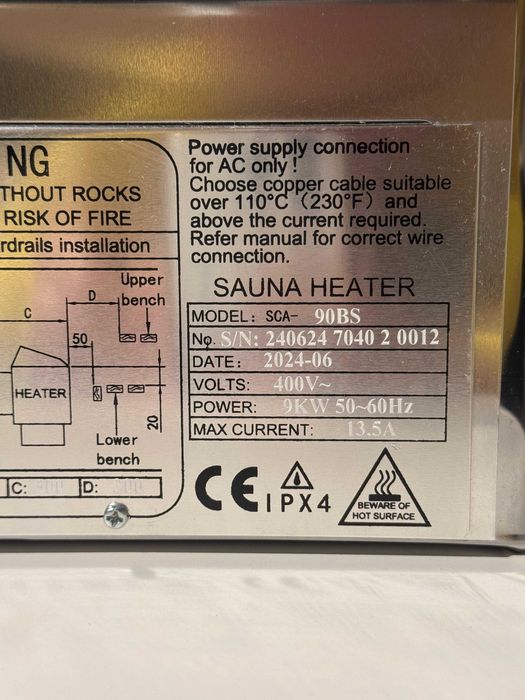 NG
THOUT ROCKS
RISK OF FIRE
rdrails installation
Upper
bench
D
C
50
HEATER
20
Lower
bench
C:
D:
Power supply connection
for AC only !
Choose copper cable suitable
over 110°C（230°F）and
above the current required.
Refer manual for correct wire
connection.
SAUNA HEATER
MODEL: SCA- 90BS
No. S/N: 240624 7040 2 0012
DATE: 2024-06
VOLTS: 400V~
POWER: 9KW 50~60Hz
MAX CURRENT: 13.5A
CE IPX4
BEWARE OF
HOT SURFACE